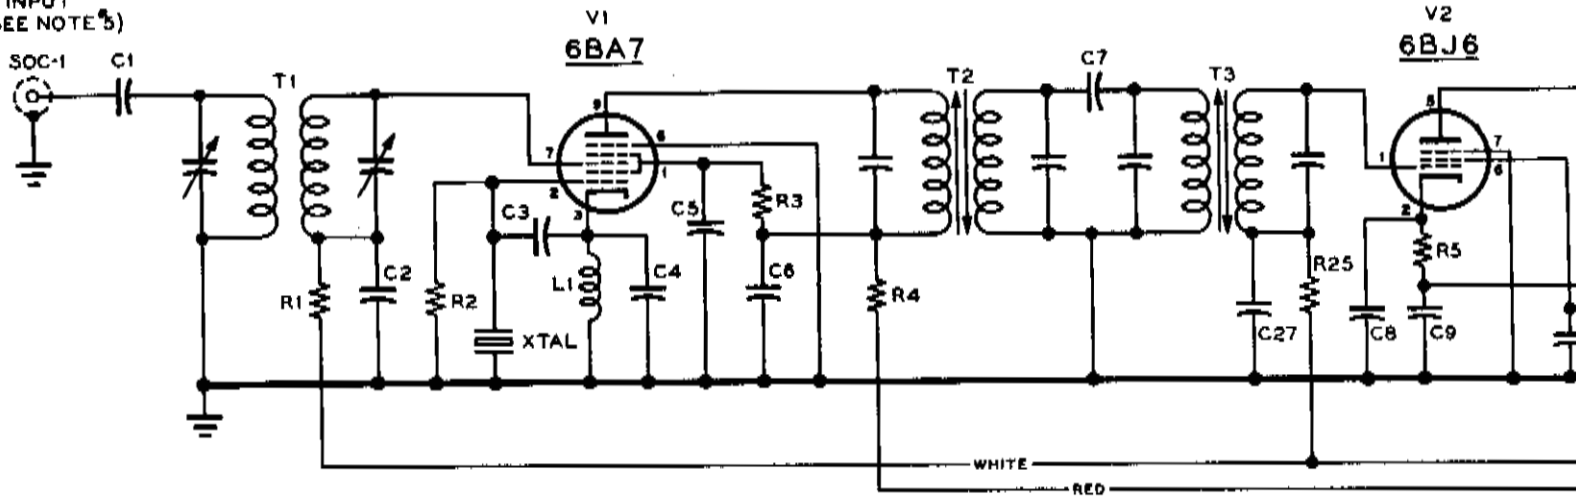 INPUT
SEE NOTE #5)
SOC-1
C1
T1
V1
6BA7
T2
C7
T3
V2
6BJ6
9
6
7
1
2
3
C3
C5
R3
5
7
1
6
2
R1
C2
R2
L1
C4
C6
R4
R25
R5
XTAL
C27
C8
C9
WHITE
RED